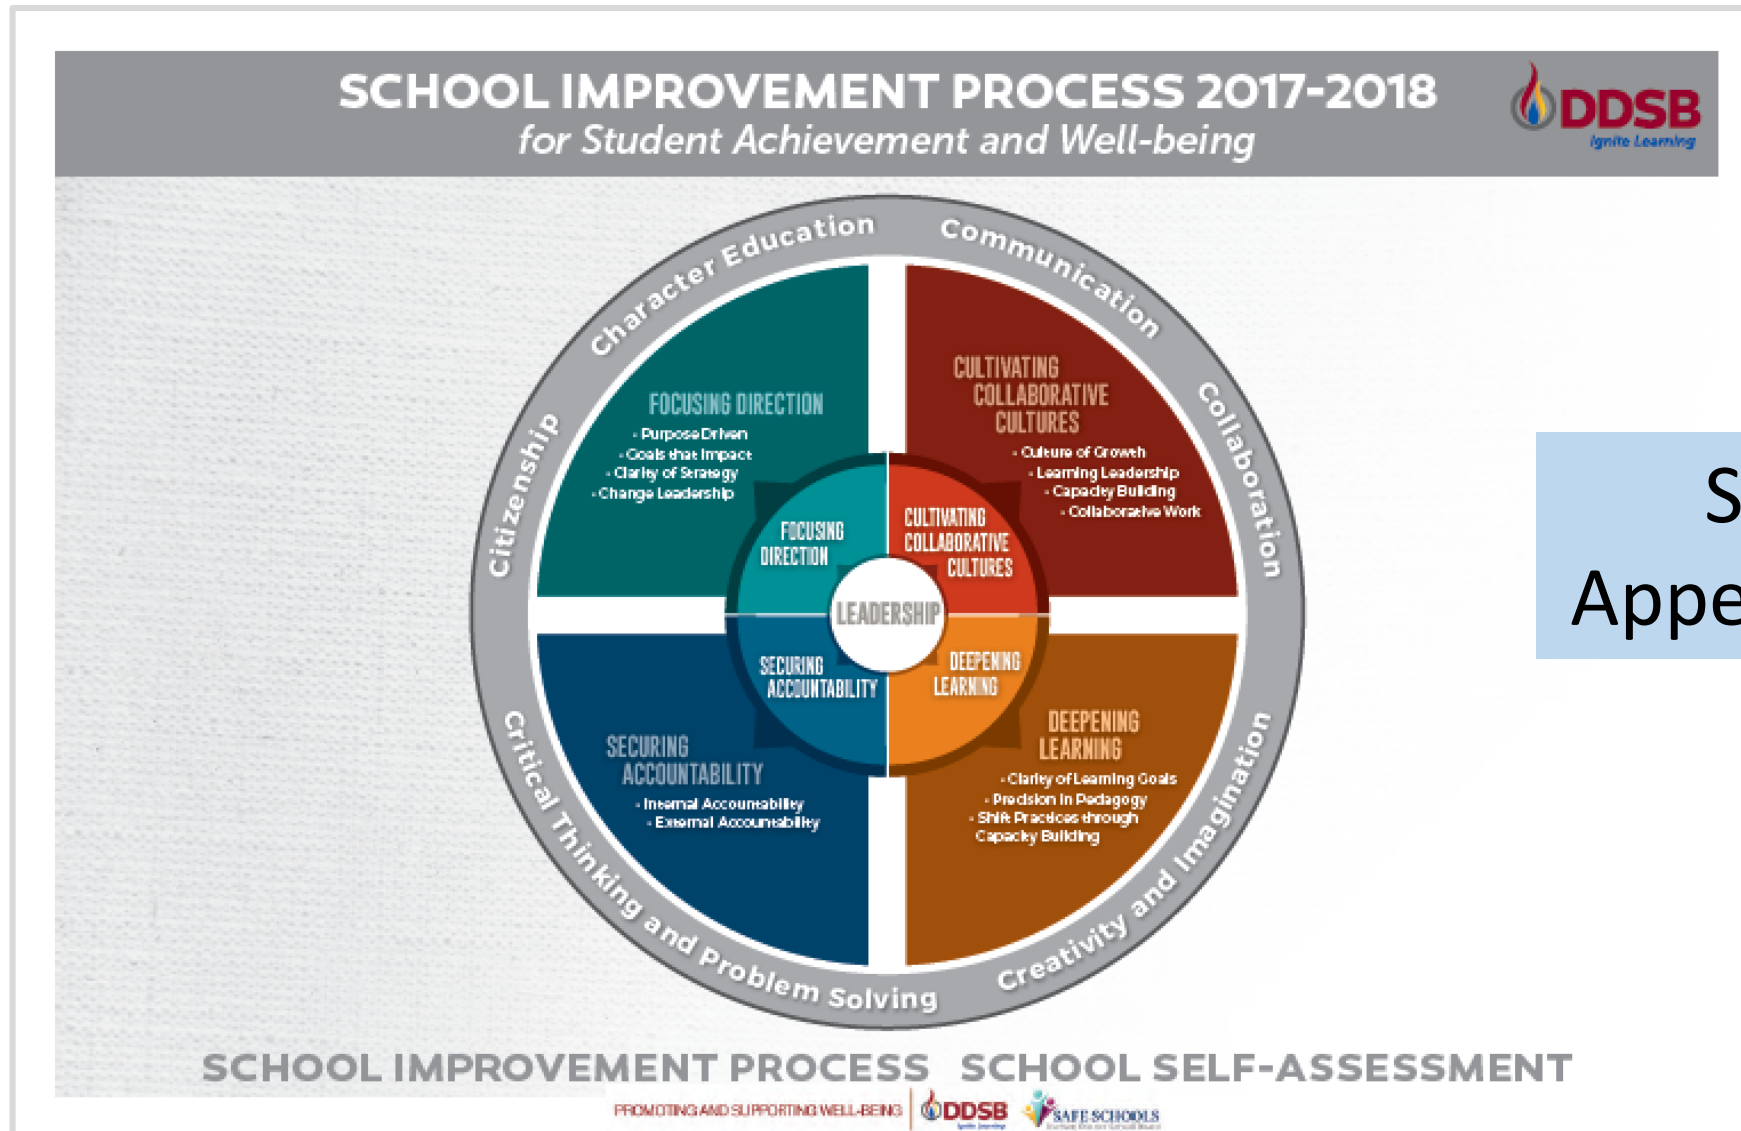 SCHOOL IMPROVEMENT PROCESS 2017-2018
for Student Achievement and Well-being
DDSB
Ignite Learning
Character Education
Communication
Citizenship
Collaboration
Critical Thinking and Problem Solving
Creativity and Imagination
FOCUSING DIRECTION
- Purpose Driven
- Goals that Impact
- Clarity of Strategy
- Change Leadership
CULTIVATING
COLLABORATIVE
CULTURES
- Culture of Growth
- Learning Leadership
- Capacity Building
- Collaborative Work
FOCUSING
DIRECTION
CULTIVATING
COLLABORATIVE
CULTURES
LEADERSHIP
SECURING
ACCOUNTABILITY
DEEPENING
LEARNING
SECURING
ACCOUNTABILITY
- Internal Accountability
- External Accountability
DEEPENING
LEARNING
- Clarity of Learning Goals
- Precision in Pedagogy
- Shift Practices through
Capacity Building
S
Appe
SCHOOL IMPROVEMENT PROCESS SCHOOL SELF-ASSESSMENT
PROMOTING AND SUPPORTING WELL-BEING
DDSB
Ignite Learning
SAFE SCHOOLS